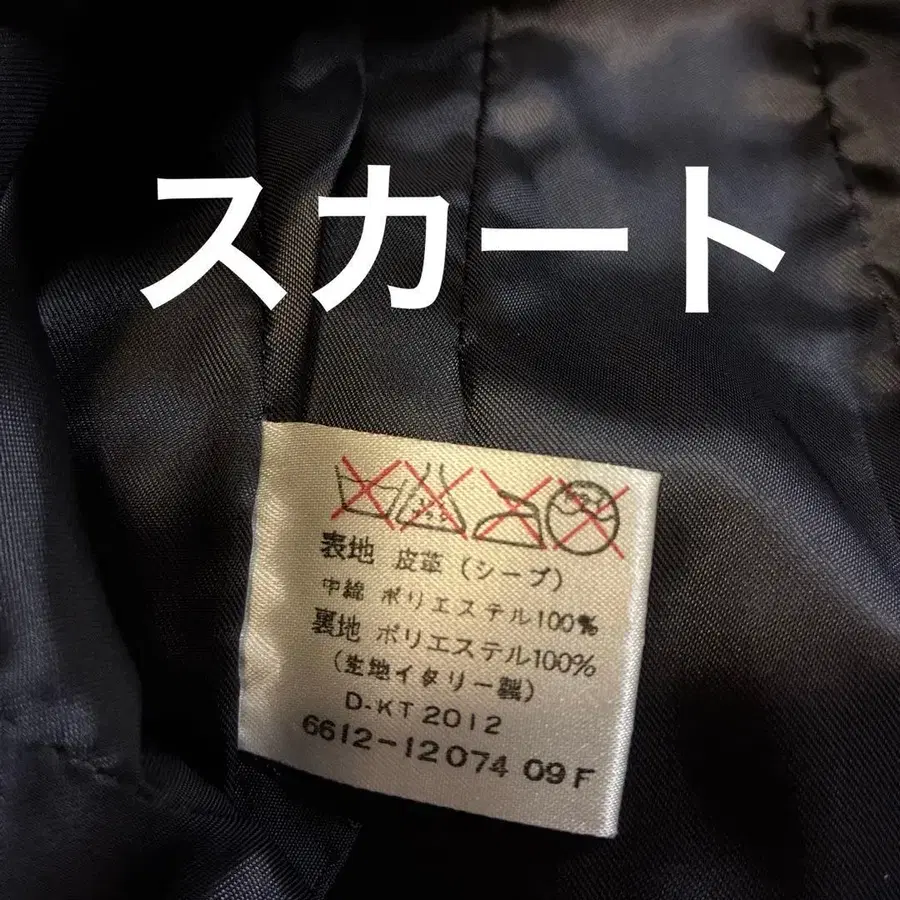 スカート
表地 皮革 (シープ)
中綿 ポリエステル100%
裏地 ポリエステル100%
(生地イタリー製)
D-KT 2012
6612-12074 09F